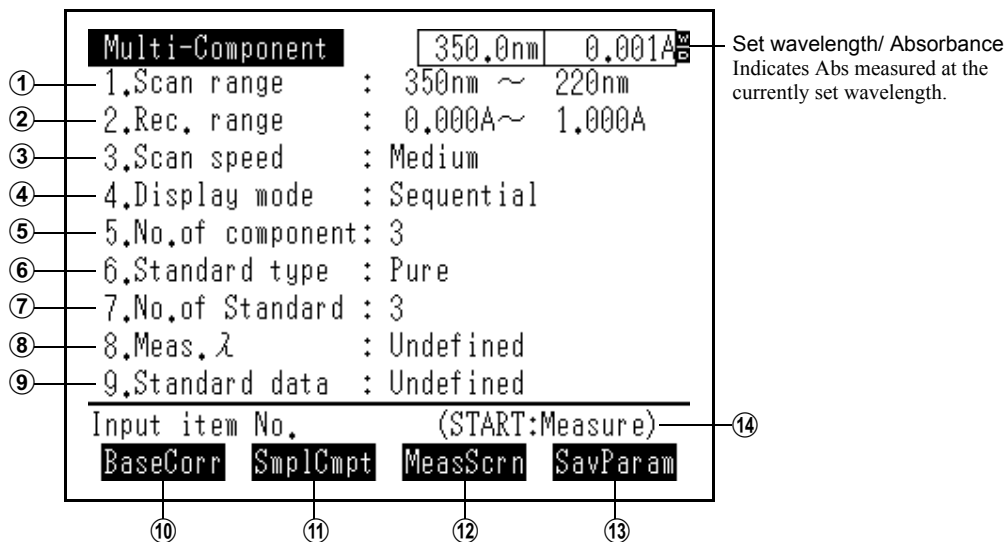 Multi-Component 350.0nm 0.001A
Set wavelength/ Absorbance
Indicates Abs measured at the
currently set wavelength.
① 1.Scan range : 350nm ~ 220nm
② 2.Rec. range : 0.000A~ 1.000A
③ 3.Scan speed : Medium
④ 4.Display mode : Sequential
⑤ 5.No.of component: 3
⑥ 6.Standard type : Pure
⑦ 7.No.of Standard : 3
⑧ 8.Meas.λ : Undefined
⑨ 9.Standard data : Undefined
Input item No. (START:Measure) ⑭
BaseCorr SmplCmpt MeasScrn SavParam
⑩ ⑪ ⑫ ⑬